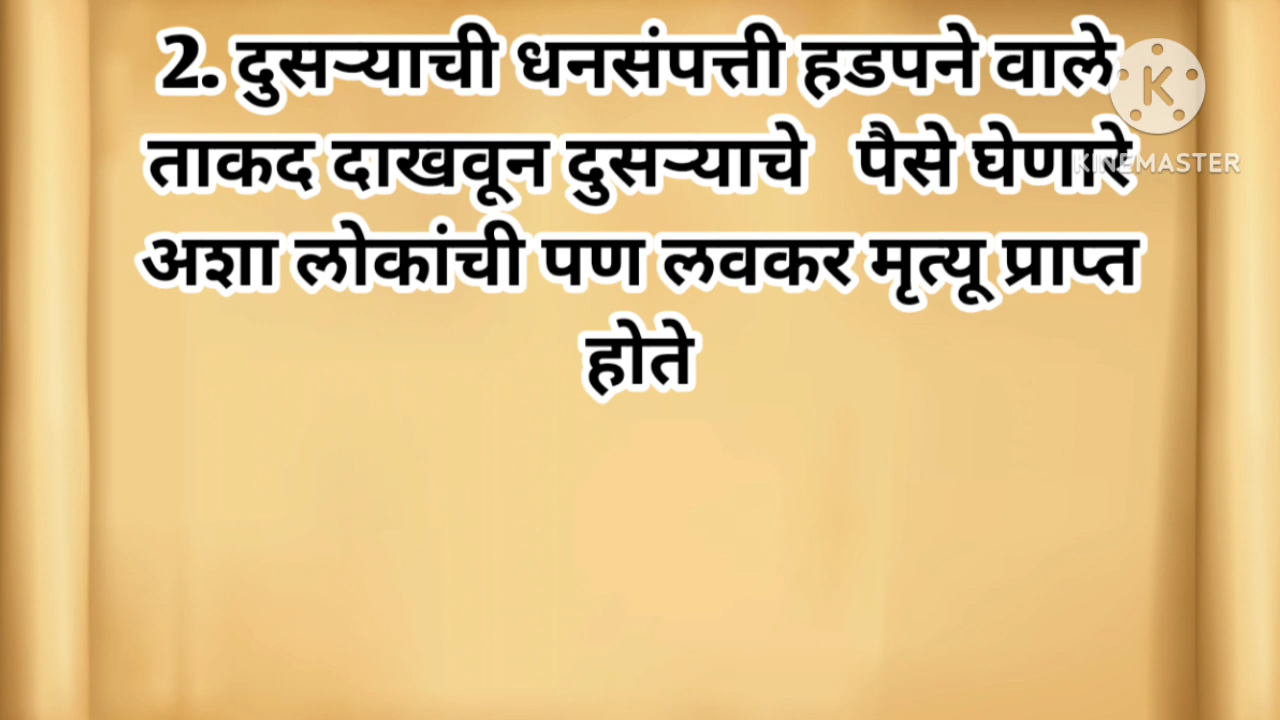 2. दुसऱ्याची धनसंपत्ती हडपने वाले
ताकद दाखवून दुसऱ्याचे पैसे घेणारे
अशा लोकांची पण लवकर मृत्यू प्राप्त
होते
K
KINEMASTER